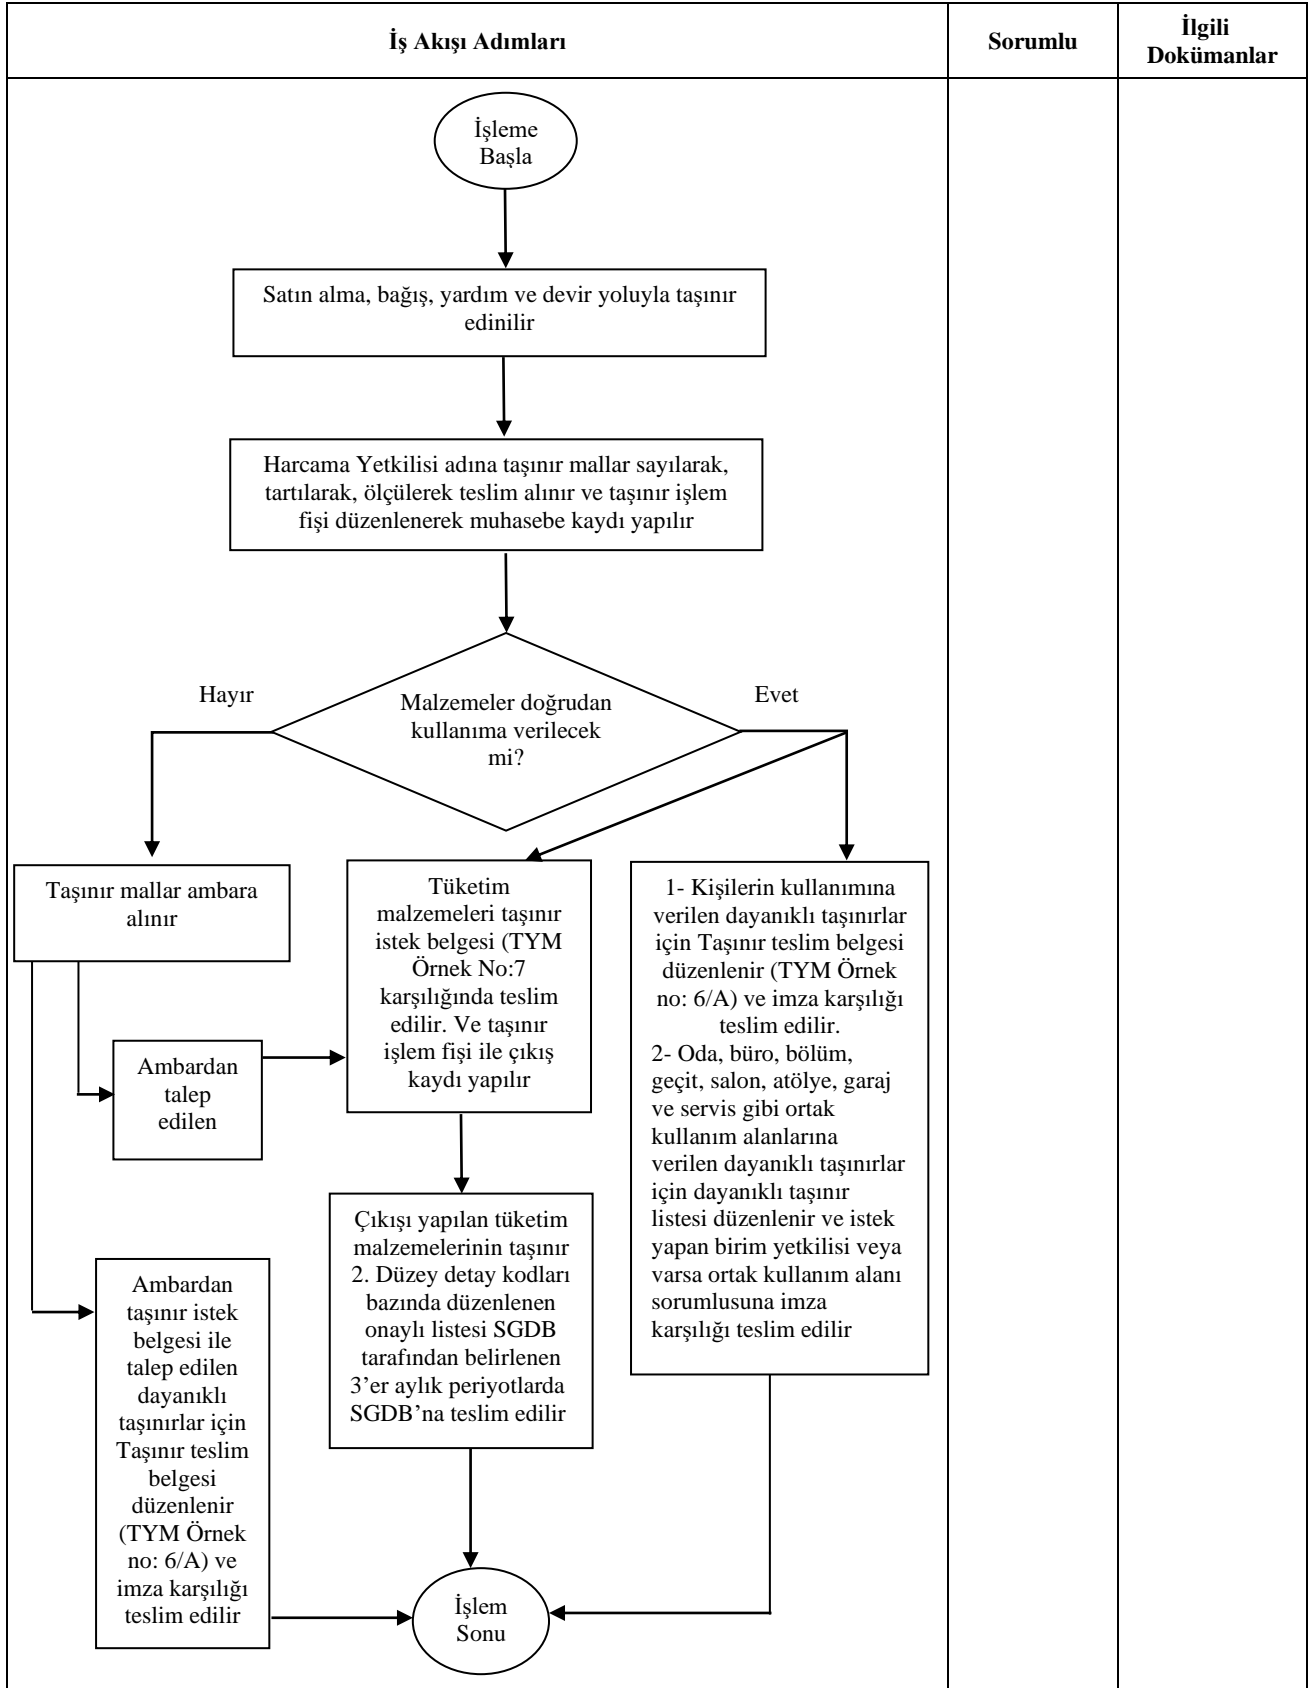 İş Akışı Adımları
Sorumlu
İlgili
Dokümanlar
İşleme
Başla
Satın alma, bağış, yardım ve devir yoluyla taşınır
edinilir
Harcama Yetkilisi adına taşınır mallar sayılarak,
tartılarak, ölçülerek teslim alınır ve taşınır işlem
fişi düzenlenerek muhasebe kaydı yapılır
Hayır
Malzemeler doğrudan
kullanıma verilecek
mi?
Evet
Taşınır mallar ambara
alınır
Ambardan
talep
edilen
Ambardan
taşınır istek
belgesi ile
talep edilen
dayanıklı
taşınırlar için
Taşınır teslim
belgesi
düzenlenir
(TYM Örnek
no: 6/A) ve
imza karşılığı
teslim edilir
Tüketim
malzemeleri taşınır
istek belgesi (TYM
Örnek No:7
karşılığında teslim
edilir. Ve taşınır
işlem fişi ile çıkış
kaydı yapılır
Çıkışı yapılan tüketim
malzemelerinin taşınır
2. Düzey detay kodları
bazında düzenlenen
onaylı listesi SGDB
tarafından belirlenen
3’er aylık periyotlarda
SGDB’na teslim edilir
1- Kişilerin kullanımına
verilen dayanıklı taşınırlar
için Taşınır teslim belgesi
düzenlenir (TYM Örnek
no: 6/A) ve imza karşılığı
teslim edilir.
2- Oda, büro, bölüm,
geçit, salon, atölye, garaj
ve servis gibi ortak
kullanım alanlarına
verilen dayanıklı taşınırlar
için dayanıklı taşınır
listesi düzenlenir ve istek
yapan birim yetkilisi veya
varsa ortak kullanım alanı
sorumlusuna imza
karşılığı teslim edilir
İşlem
Sonu